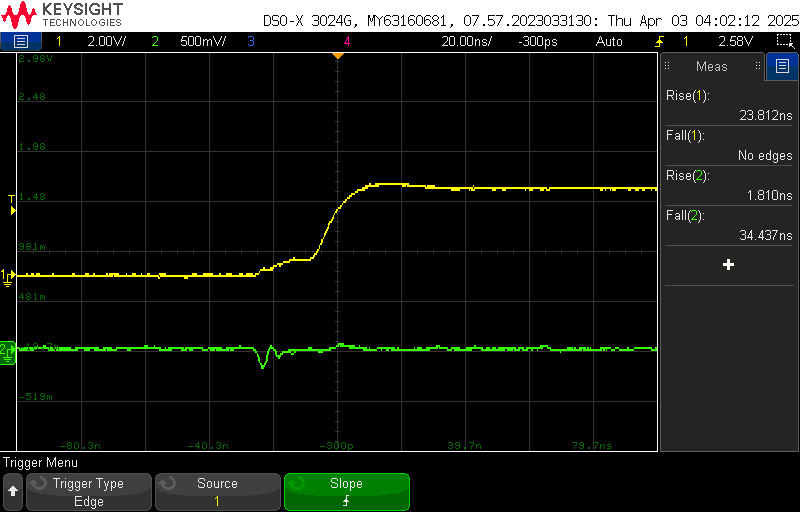 KEYSIGHT
TECHNOLOGIES
DSO-X 3024G, MY63160681, 07.57.2023033130: Thu Apr 03 04:02:12 2025
1 2.00V/ 2 500mV/ 3 4 20.00ns/ -300ps Auto 1 2.58V
2.98V
2.48
1.98
T 1.48
981m
1
481m
2
-519m
-80.3n -40.3n -300p 39.7n 79.7ns
Meas
Rise(1):
23.812ns
Fall(1):
No edges
Rise(2):
1.810ns
Fall(2):
34.437ns
Trigger Menu
Trigger Type
Edge
Source
1
Slope